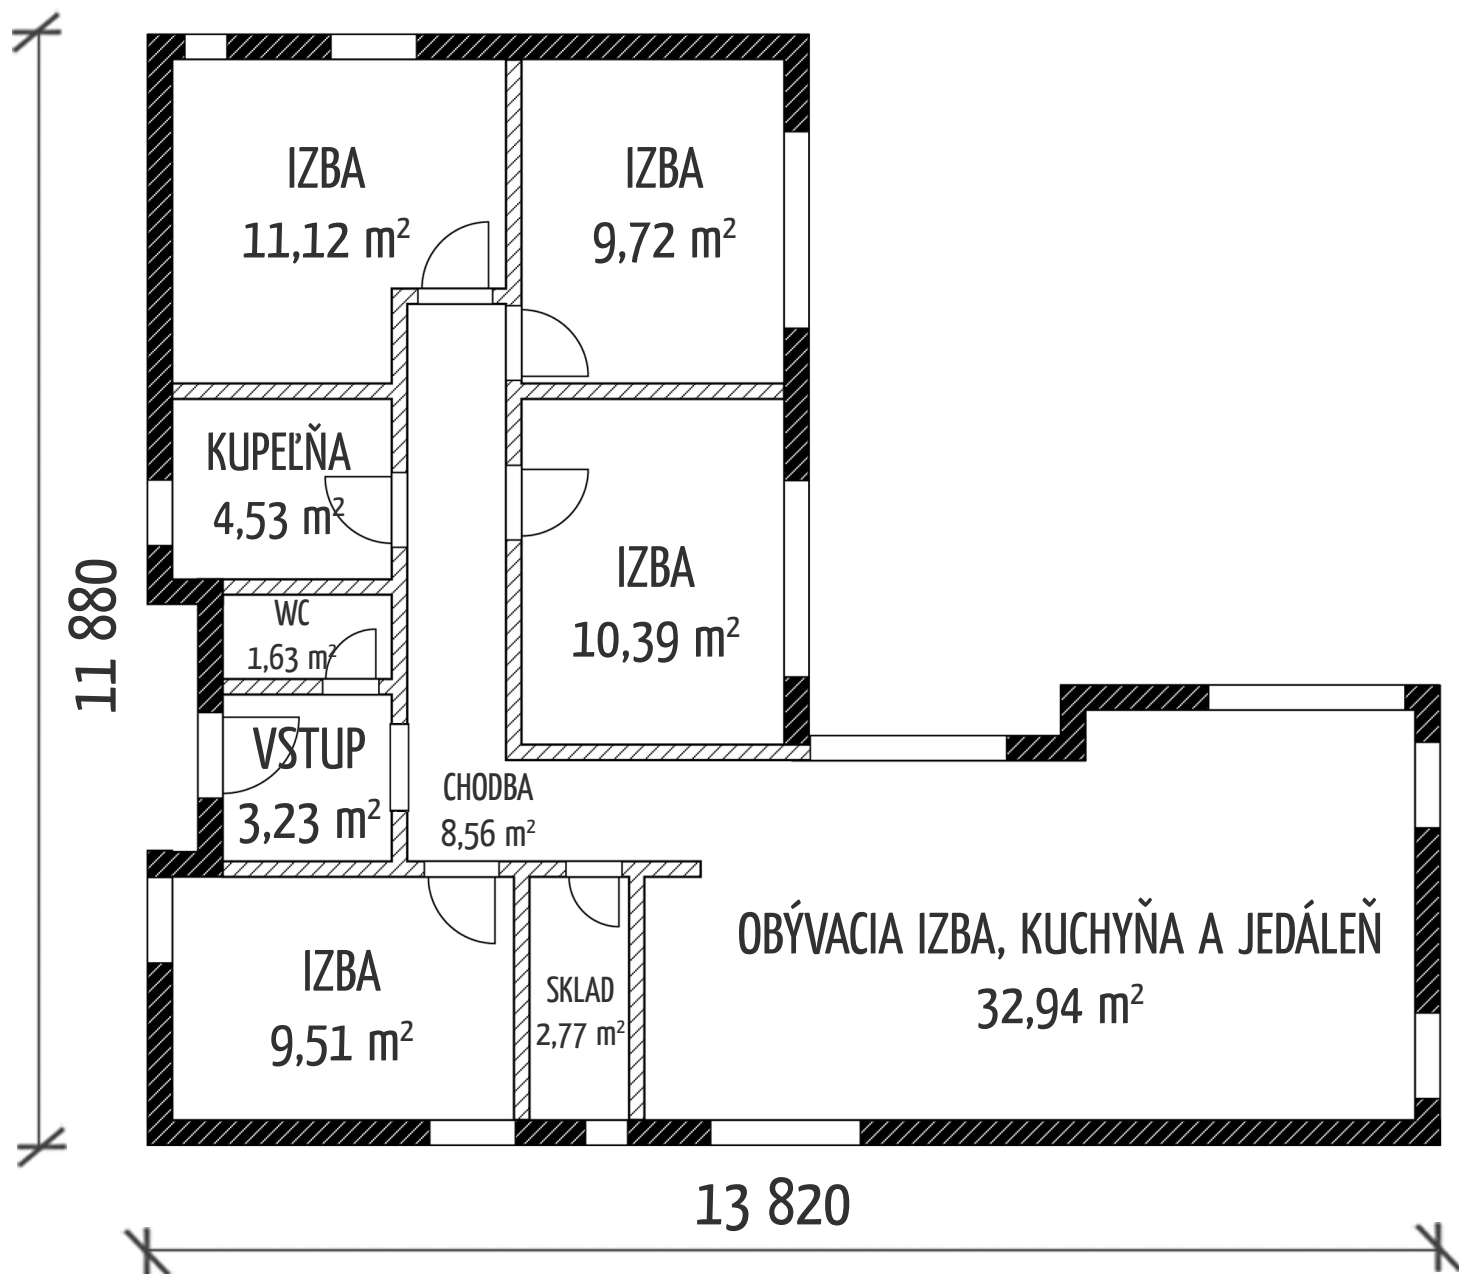 IZBA
11,12 m²
IZBA
9,72 m²
KUPEĽŇA
4,53 m²
IZBA
10,39 m²
WC
1,63 m²
VSTUP
3,23 m²
CHODBA
8,56 m²
OBÝVACIA IZBA, KUCHYŇA A JEDÁLEŇ
32,94 m²
IZBA
9,51 m²
SKLAD
2,77 m²
11 880
13 820